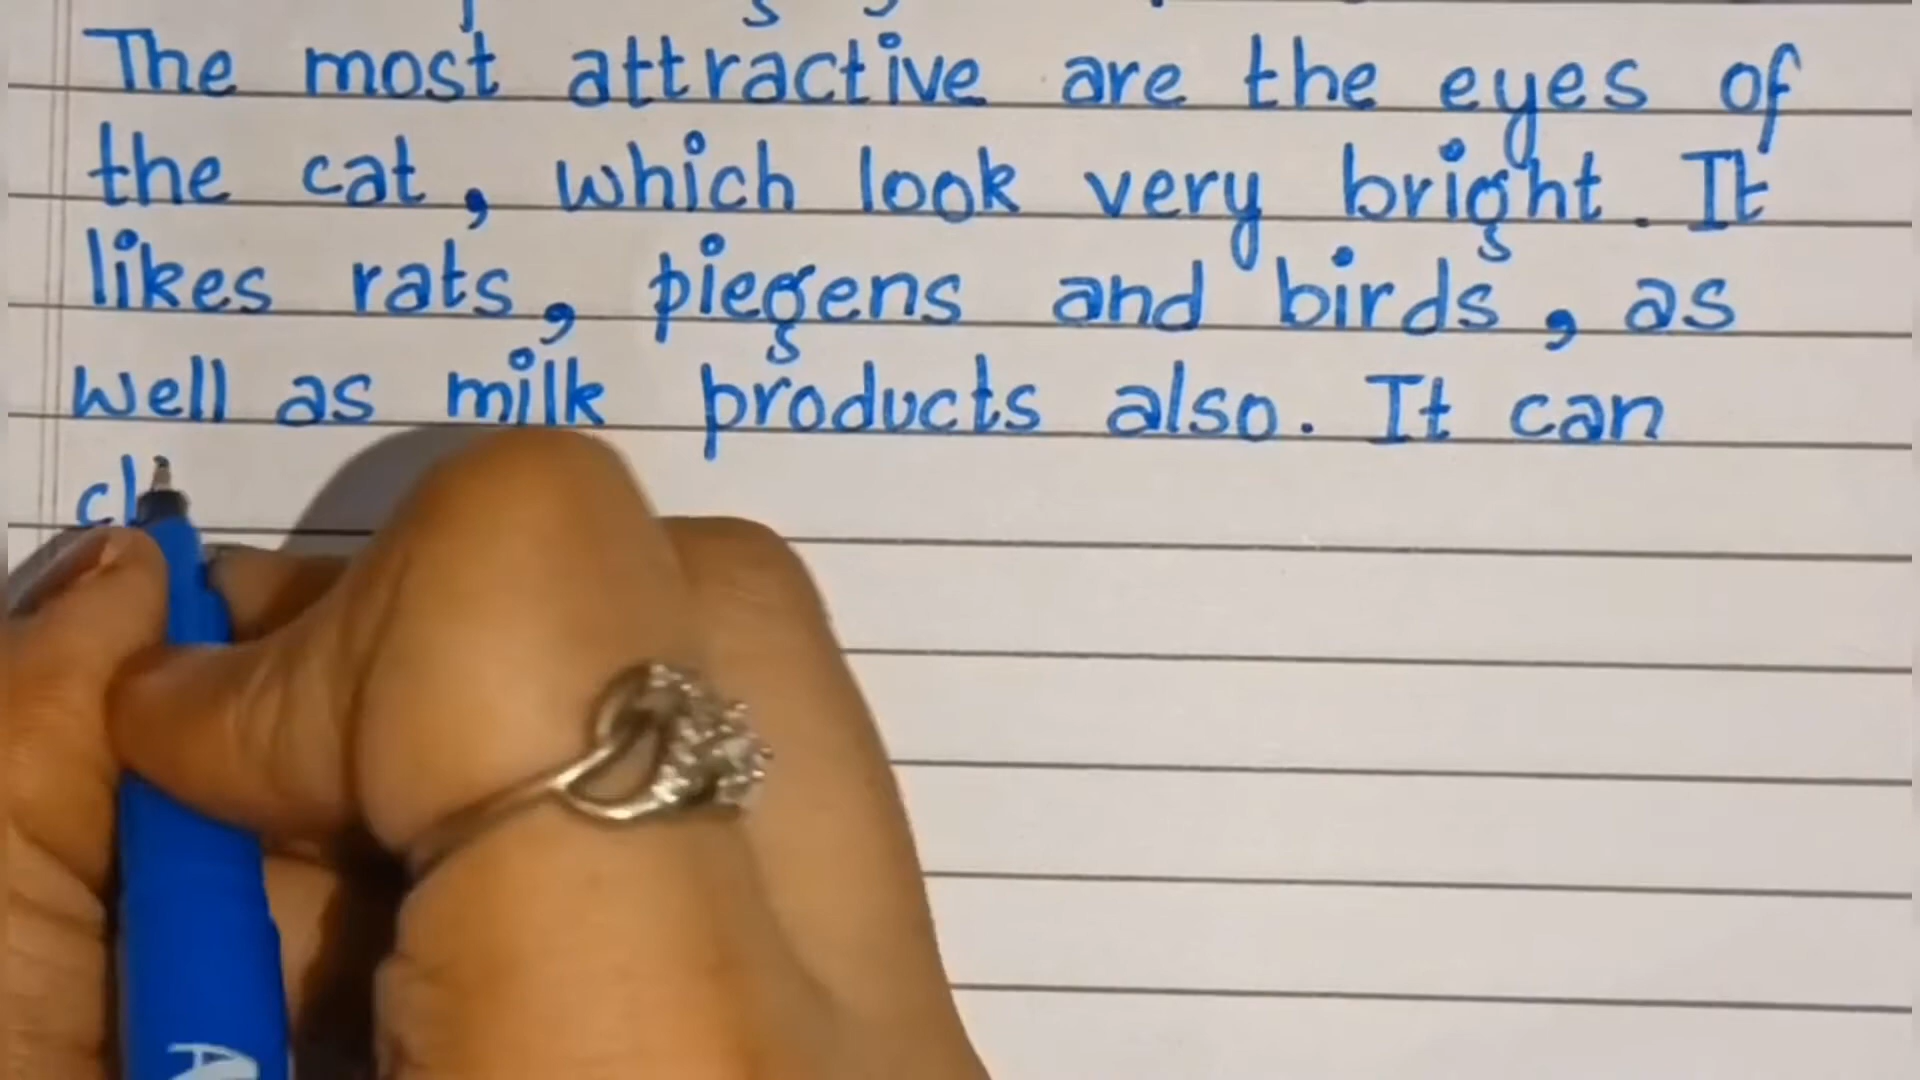 The most attractive are the eyes of
the cat, which look very bright. It
likes rats, piegens and birds, as
well as milk products also. It can